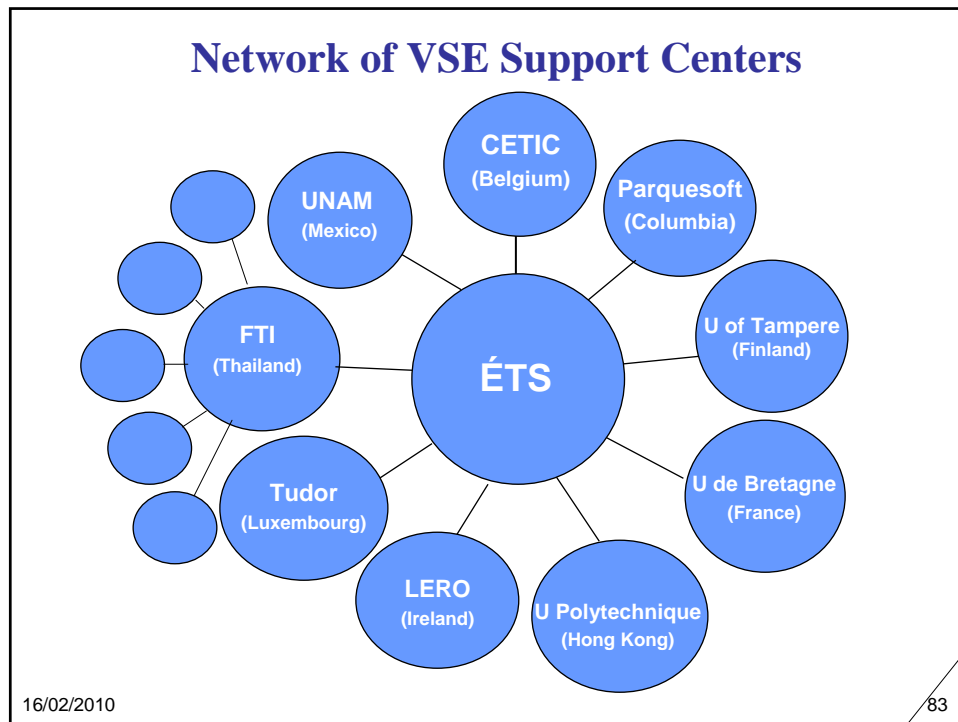 Network of VSE Support Centers
CETIC
(Belgium)
Parquesoft
(Columbia)
UNAM
(Mexico)
U of Tampere
(Finland)
FTI
(Thailand)
ÉTS
U de Bretagne
(France)
Tudor
(Luxembourg)
LERO
(Ireland)
U Polytechnique
(Hong Kong)
16/02/2010
83